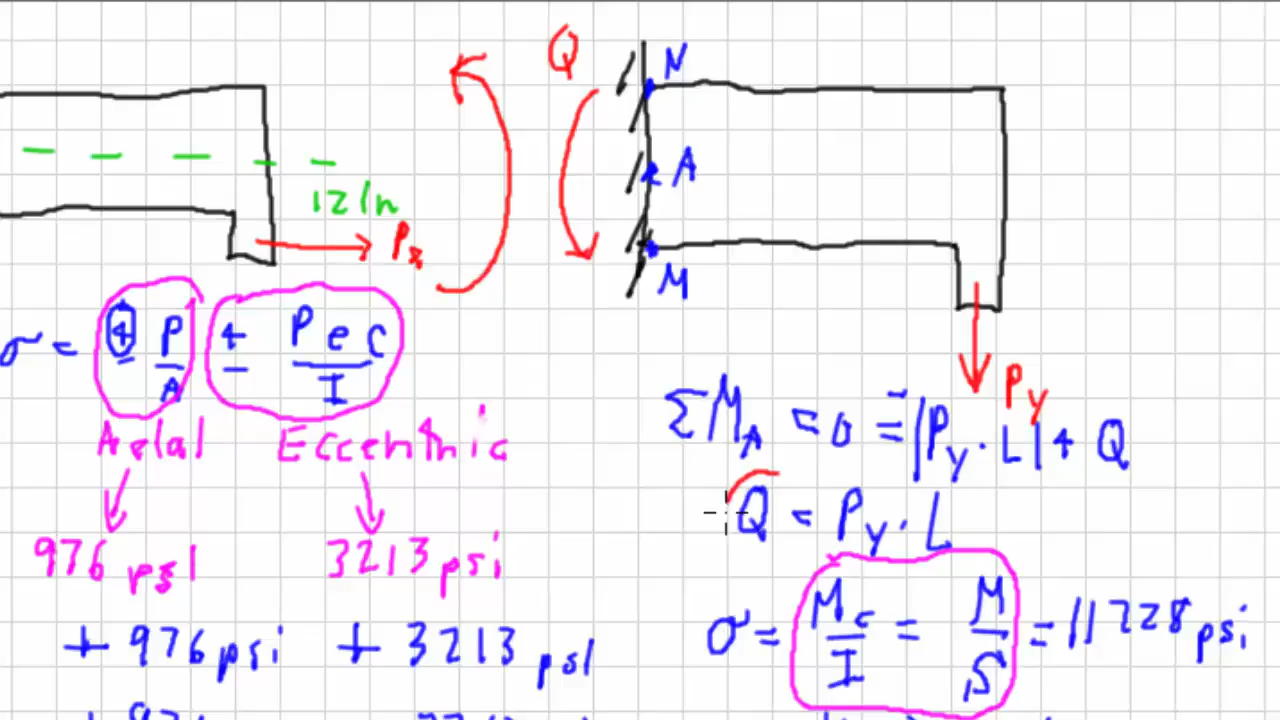 Q
N
A
12 in
Px
M
σ = ± P/A ± Pec/I
Axial Eccentric
Py
ΣMA = 0 = -|Py · L| + Q
Q = Py · L
976 psi 3213 psi
σ = Mc/I = M/S = 11728 psi
+ 976 psi + 3213 psi